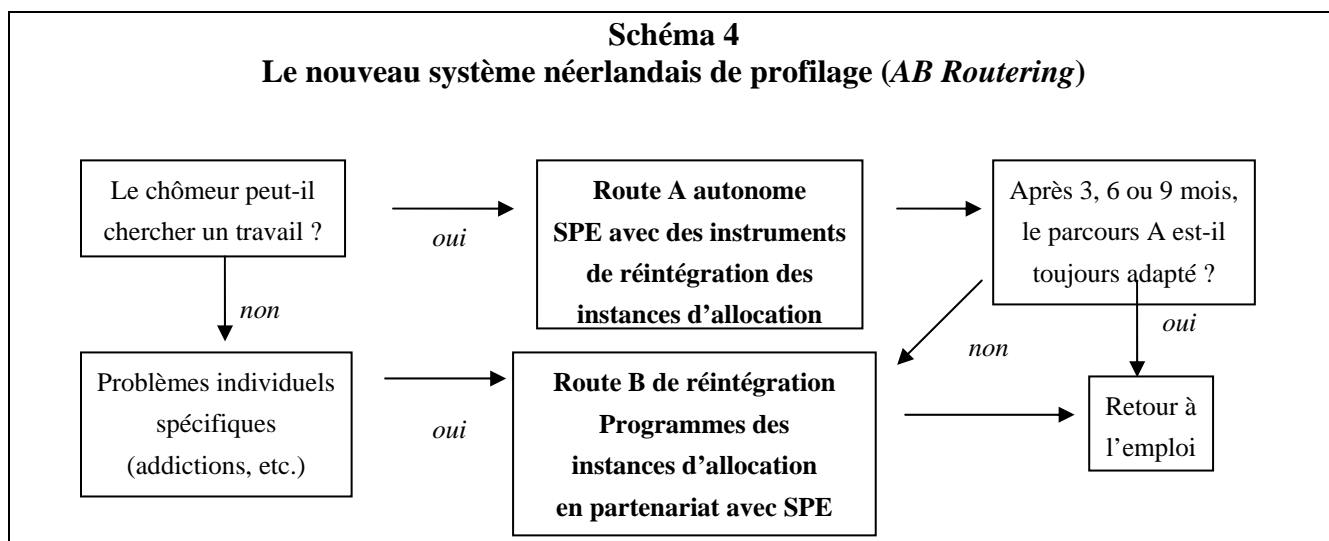 Schéma 4
Le nouveau système néerlandais de profilage (AB Routering)
Le chômeur peut-il
chercher un travail ?
oui
non
Route A autonome
SPE avec des instruments
de réintégration des
instances d’allocation
Après 3, 6 ou 9 mois,
le parcours A est-il
toujours adapté ?
non
oui
Problèmes individuels
spécifiques
(addictions, etc.)
oui
Route B de réintégration
Programmes des
instances d’allocation
en partenariat avec SPE
Retour à
l’emploi